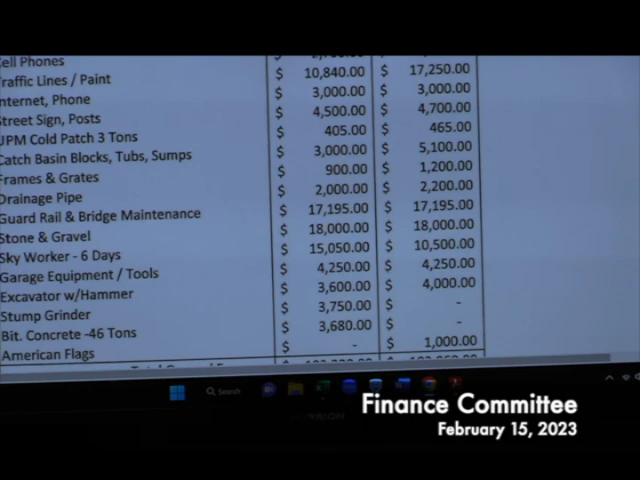 ell Phones
raffic Lines / Paint $ 10,840.00 $ 17,250.00
nternet, Phone $ 3,000.00 $ 3,000.00
Street Sign, Posts $ 4,500.00 $ 4,700.00
UPM Cold Patch 3 Tons $ 405.00 $ 465.00
Catch Basin Blocks, Tubs, Sumps $ 3,000.00 $ 5,100.00
Frames & Grates $ 900.00 $ 1,200.00
Drainage Pipe $ 2,000.00 $ 2,200.00
Guard Rail & Bridge Maintenance $ 17,195.00 $ 17,195.00
Stone & Gravel $ 18,000.00 $ 18,000.00
Sky Worker - 6 Days $ 15,050.00 $ 10,500.00
Garage Equipment / Tools $ 4,250.00 $ 4,250.00
Excavator w/Hammer $ 3,600.00 $ 4,000.00
Stump Grinder $ 3,750.00 $ -
Bit. Concrete -46 Tons $ 3,680.00 $ -
American Flags $ - $ 1,000.00
Search
Finance Committee
February 15, 2023